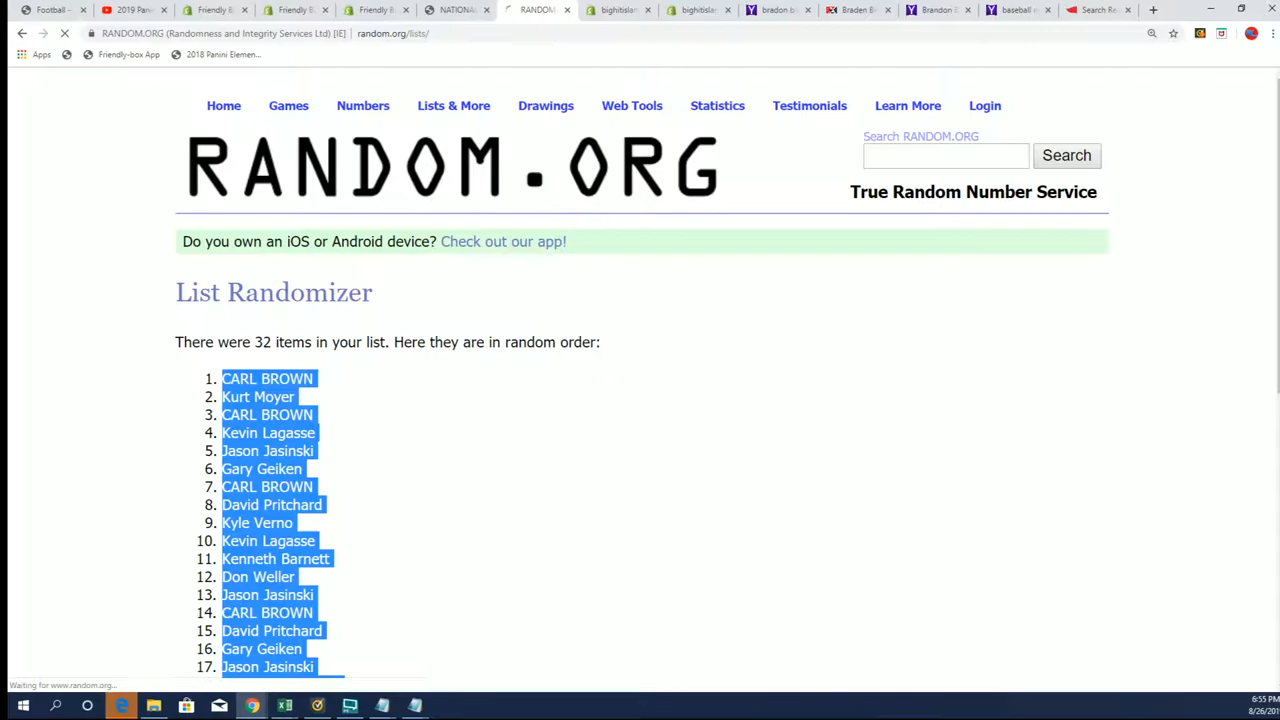 Football - 
2019 Panin
Friendly B
Friendly B
Friendly B
NATIONAL
RANDOM.
bighitislan
bighitislan
bradon b
Braden Br
Brandon B
baseball r
Search Re
RANDOM.ORG (Randomness and Integrity Services Ltd) [IE] random.org/lists/
Apps Friendly-box App 2018 Panini Elemen...
Home Games Numbers Lists & More Drawings Web Tools Statistics Testimonials Learn More Login
Search RANDOM.ORG
RANDOM.ORG
Search
True Random Number Service
Do you own an iOS or Android device? Check out our app!
List Randomizer
There were 32 items in your list. Here they are in random order:
1. CARL BROWN
2. Kurt Moyer
3. CARL BROWN
4. Kevin Lagasse
5. Jason Jasinski
6. Gary Geiken
7. CARL BROWN
8. David Pritchard
9. Kyle Verno
10. Kevin Lagasse
11. Kenneth Barnett
12. Don Weller
13. Jason Jasinski
14. CARL BROWN
15. David Pritchard
16. Gary Geiken
17. Jason Jasinski
Waiting for www.random.org...
6:55 PM
8/26/201